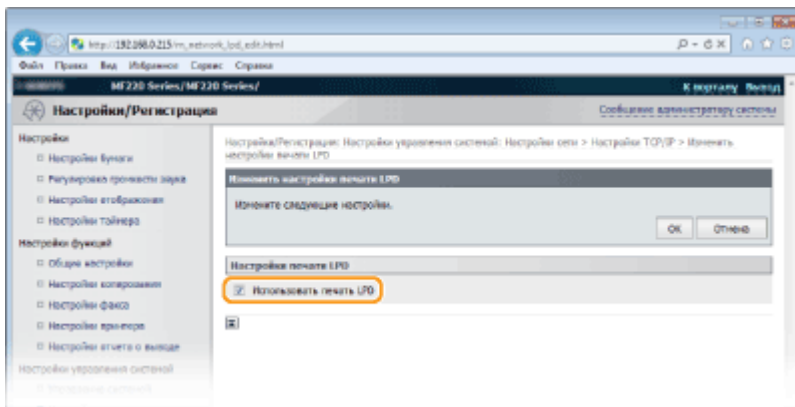 http://192.168.0.215/m_network_lpd_edit.html
Файл Правка Вид Избранное Сервис Справка
MF220 Series/MF220 Series/
К порталу Выход
Настройки/Регистрация
Сообщение администратору системы
Настройки
Настройки бумаги
Регулировка громкости звука
Настройки отображения
Настройки таймера
Настройки функций
Общие настройки
Настройки копирования
Настройки факса
Настройки принтера
Настройки отчета о выводе
Настройки управления системой
Управление системой
Настройки/Регистрация: Настройки управления системой: Настройки сети > Настройки TCP/IP > Изменить
настройки печати LPD
Изменить настройки печати LPD
Измените следующие настройки.
OK Отмена
Настройки печати LPD
Использовать печать LPD